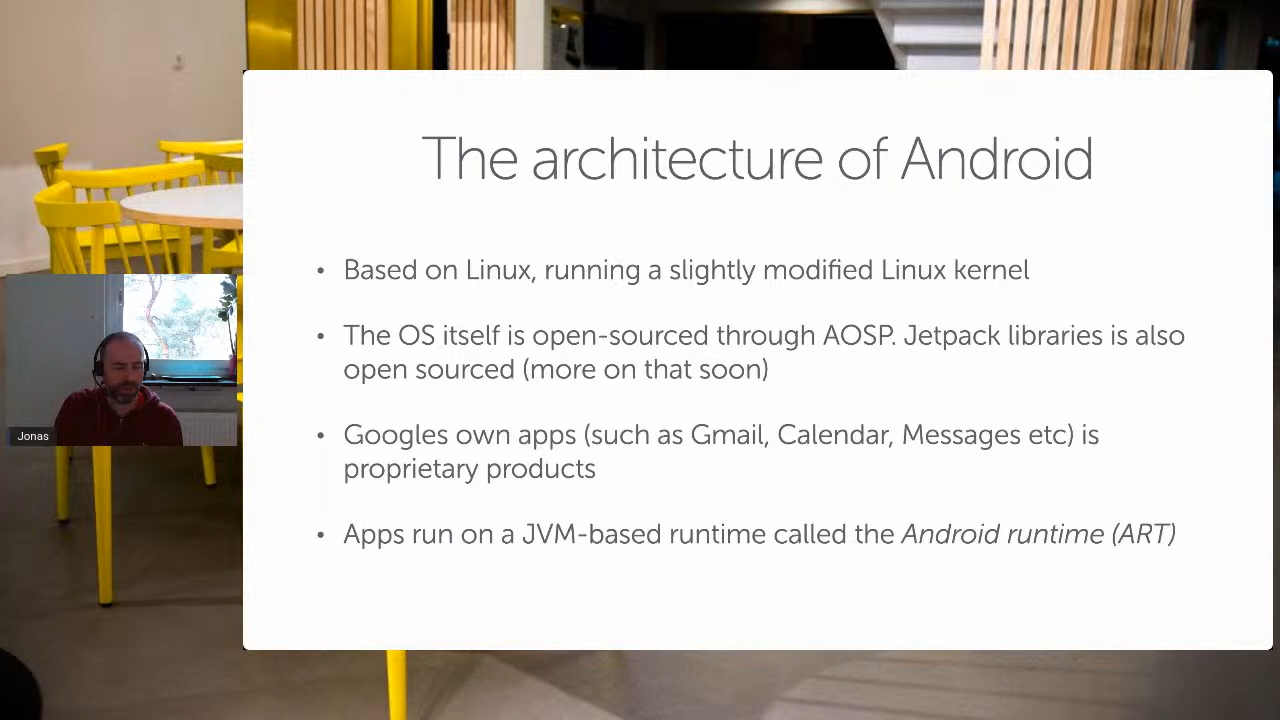 The architecture of Android
• Based on Linux, running a slightly modified Linux kernel
• The OS itself is open-sourced through AOSP. Jetpack libraries is also
open sourced (more on that soon)
• Googles own apps (such as Gmail, Calendar, Messages etc) is
proprietary products
• Apps run on a JVM-based runtime called the Android runtime (ART)
Jonas